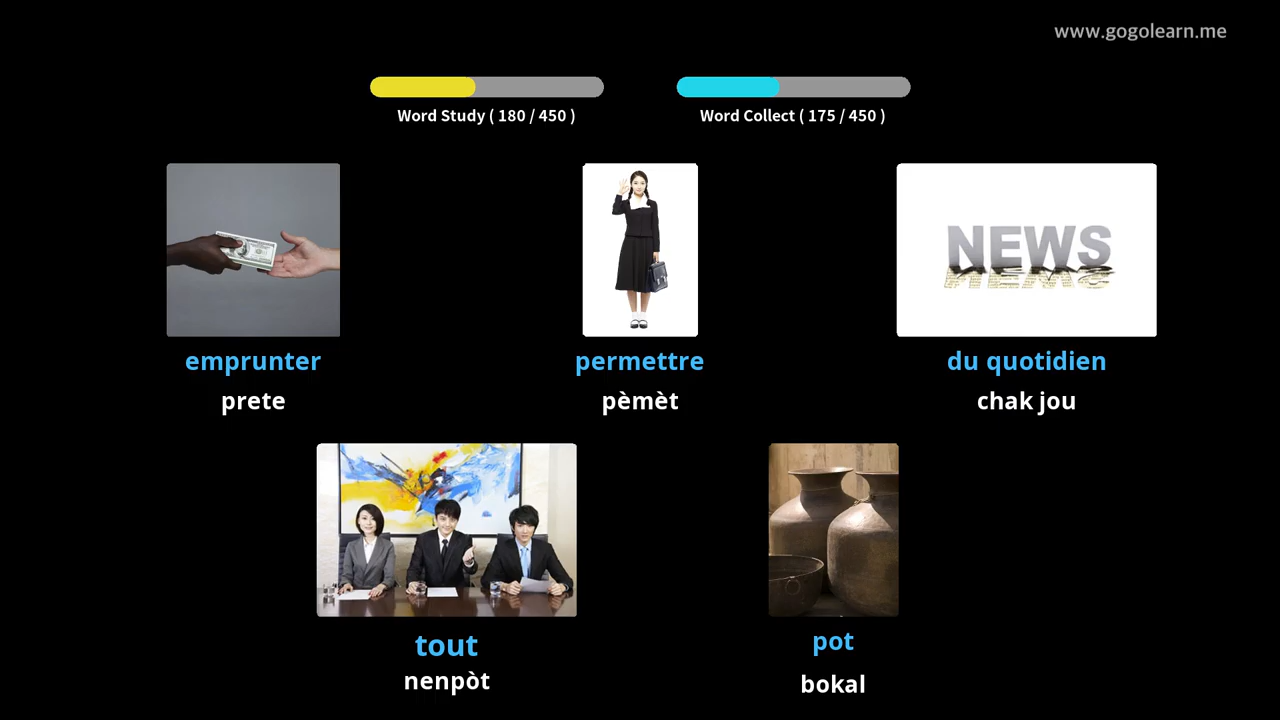 www.gogolearn.me
Word Study ( 180 / 450 )
Word Collect ( 175 / 450 )
NEWS
emprunter
permettre
du quotidien
prete
pèmèt
chak jou
tout
pot
nenpòt
bokal